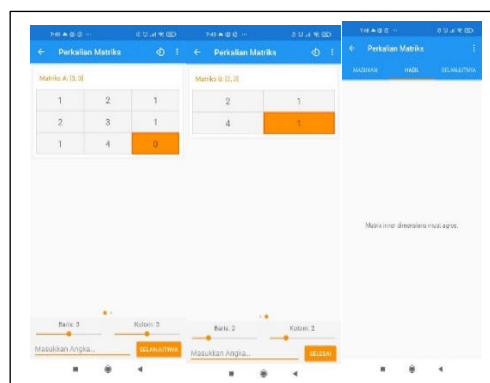 Perkalian Matriks
Matriks A: [3, 3]
1 2 1
2 3 1
1 4 0
Baris: 3 Kolom: 3
Masukkan Angka...
SELANJUTNYA
Perkalian Matriks
Matriks B: [2, 2]
2 1
4 1
Baris: 2 Kolom: 2
Masukkan Angka...
SELESAI
Perkalian Matriks
MASUKAN HASIL SELANJUTNYA
Matrix inner dimensions must agree.